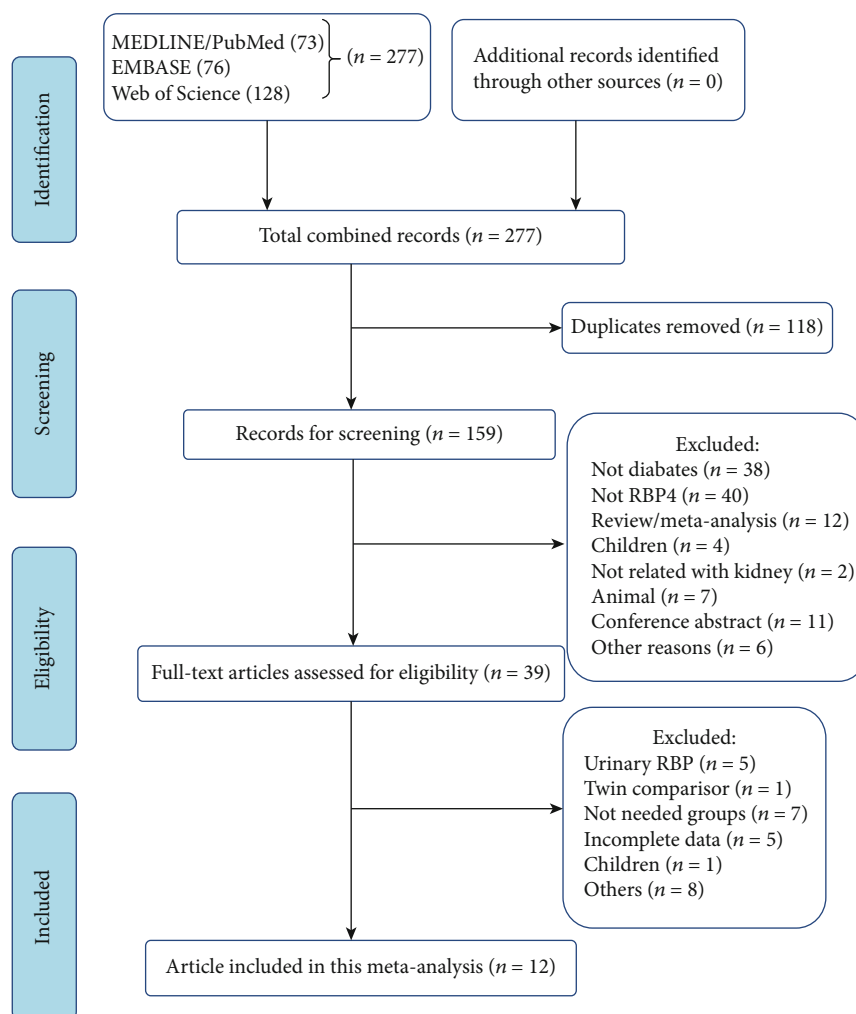 Identification
MEDLINE/PubMed (73)
EMBASE (76)
Web of Science (128)
(n = 277)
Additional records identified
through other sources (n = 0)
Total combined records (n = 277)
Screening
Duplicates removed (n = 118)
Records for screening (n = 159)
Excluded:
Not diabates (n = 38)
Not RBP4 (n = 40)
Review/meta-analysis (n = 12)
Children (n = 4)
Not related with kidney (n = 2)
Animal (n = 7)
Conference abstract (n = 11)
Other reasons (n = 6)
Eligibility
Full-text articles assessed for eligibility (n = 39)
Excluded:
Urinary RBP (n = 5)
Twin comparisor (n = 1)
Not needed groups (n = 7)
Incomplete data (n = 5)
Children (n = 1)
Others (n = 8)
Included
Article included in this meta-analysis (n = 12)